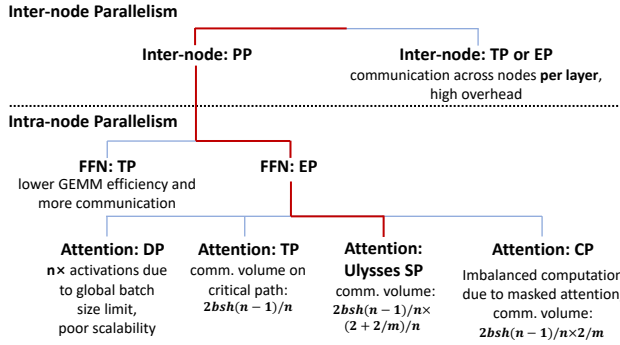 Inter-node Parallelism
Inter-node: PP
Inter-node: TP or EP
communication across nodes per layer,
high overhead
Intra-node Parallelism
FFN: TP
lower GEMM efficiency and
more communication
FFN: EP
Attention: DP
n× activations due
to global batch
size limit,
poor scalability
Attention: TP
comm. volume on
critical path:
2bsh(n − 1)/n
Attention:
Ulysses SP
comm. volume:
2bsh(n − 1)/n×
(2 + 2/m)/n
Attention: CP
Imbalanced computation
due to masked attention
comm. volume:
2bsh(n − 1)/n×2/m